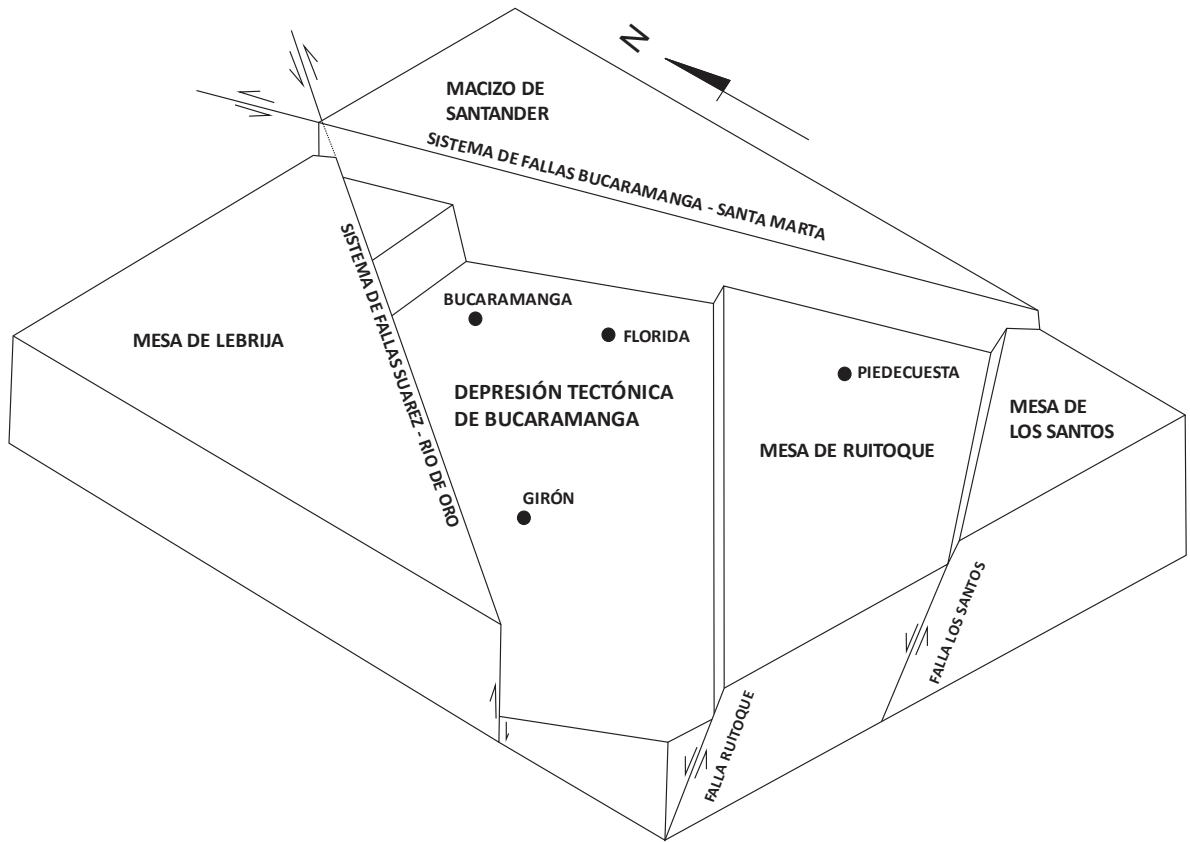 N
MACIZO DE
SANTANDER
SISTEMA DE FALLAS BUCARAMANGA - SANTA MARTA
SISTEMA DE FALLAS SUAREZ - RIO DE ORO
MESA DE LEBRIJA
BUCARAMANGA
FLORIDA
DEPRESIÓN TECTÓNICA
DE BUCARAMANGA
GIRÓN
PIEDECUESTA
MESA DE RUITOQUE
MESA DE
LOS SANTOS
FALLA LOS SANTOS
FALLA RUITOQUE